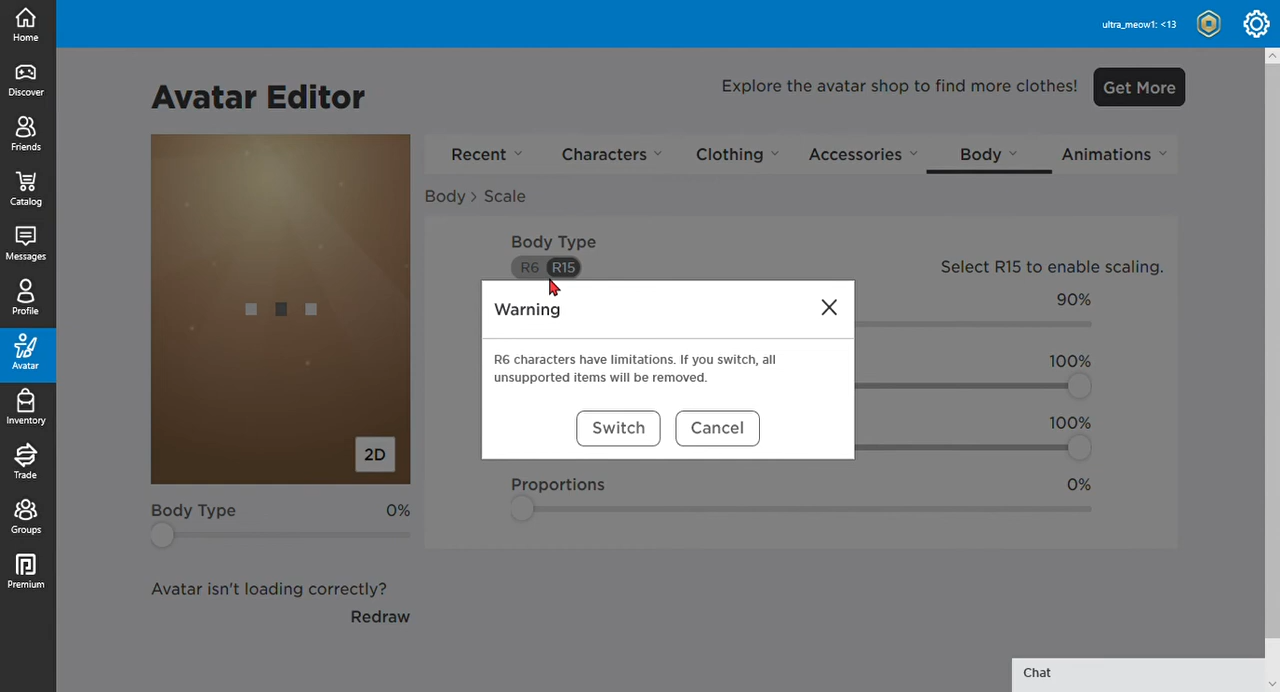 ultra_meow1: <13
Home
Discover
Friends
Catalog
Messages
Profile
Avatar
Inventory
Trade
Groups
Premium
Avatar Editor
Explore the avatar shop to find more clothes!
Get More
Recent
Characters
Clothing
Accessories
Body
Animations
Body > Scale
Body Type
R6 R15
Select R15 to enable scaling.
90%
100%
100%
Proportions 0%
Warning
R6 characters have limitations. If you switch, all
unsupported items will be removed.
Switch
Cancel
2D
Body Type 0%
Avatar isn't loading correctly?
Redraw
Chat